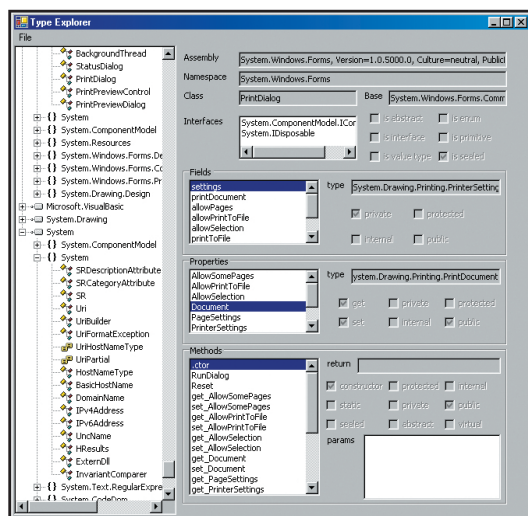 Type Explorer
File
BackgroundThread
StatusDialog
PrintDialog
PrintPreviewControl
PrintPreviewDialog
{} System
{} System.ComponentModel
{} System.Resources
{} System.Windows.Forms.De
{} System.Windows.Forms.Co
{} System.Windows.Forms.Pr
{} System.Drawing.Design
Microsoft.VisualBasic
System.Drawing
System
{} System.ComponentModel
{} System
SRDescriptionAttribute
SRCategoryAttribute
SR
Uri
UriBuilder
UriFormatException
UriHostNameType
UriPartial
HostNameType
BasicHostName
DomainName
IPv4Address
IPv6Address
UncName
HResults
ExternDll
InvariantComparer
{} System.Text.RegularExpre
{} System.CodeDom
Assembly System.Windows.Forms, Version=1.0.5000.0, Culture=neutral, Public
Namespace System.Windows.Forms
Class PrintDialog Base System.Windows.Forms.Comm
Interfaces System.ComponentModel.ICor
System.IDisposable
is abstract is enum
is interface is primitive
is value type is sealed
Fields
settings
printDocument
allowPages
allowPrintToFile
allowSelection
printToFile
type System.Drawing.Printing.PrinterSetting
private protected
internal public
Properties
AllowSomePages
AllowPrintToFile
AllowSelection
Document
PageSettings
PrinterSettings
type ystem.Drawing.Printing.PrintDocument
get private protected
set internal public
Methods
.ctor
RunDialog
Reset
get_AllowSomePages
set_AllowSomePages
get_AllowPrintToFile
set_AllowPrintToFile
get_AllowSelection
set_AllowSelection
get_Document
set_Document
get_PageSettings
get_PrinterSettings
return
constructor protected internal
static private public
sealed abstract virtual
params